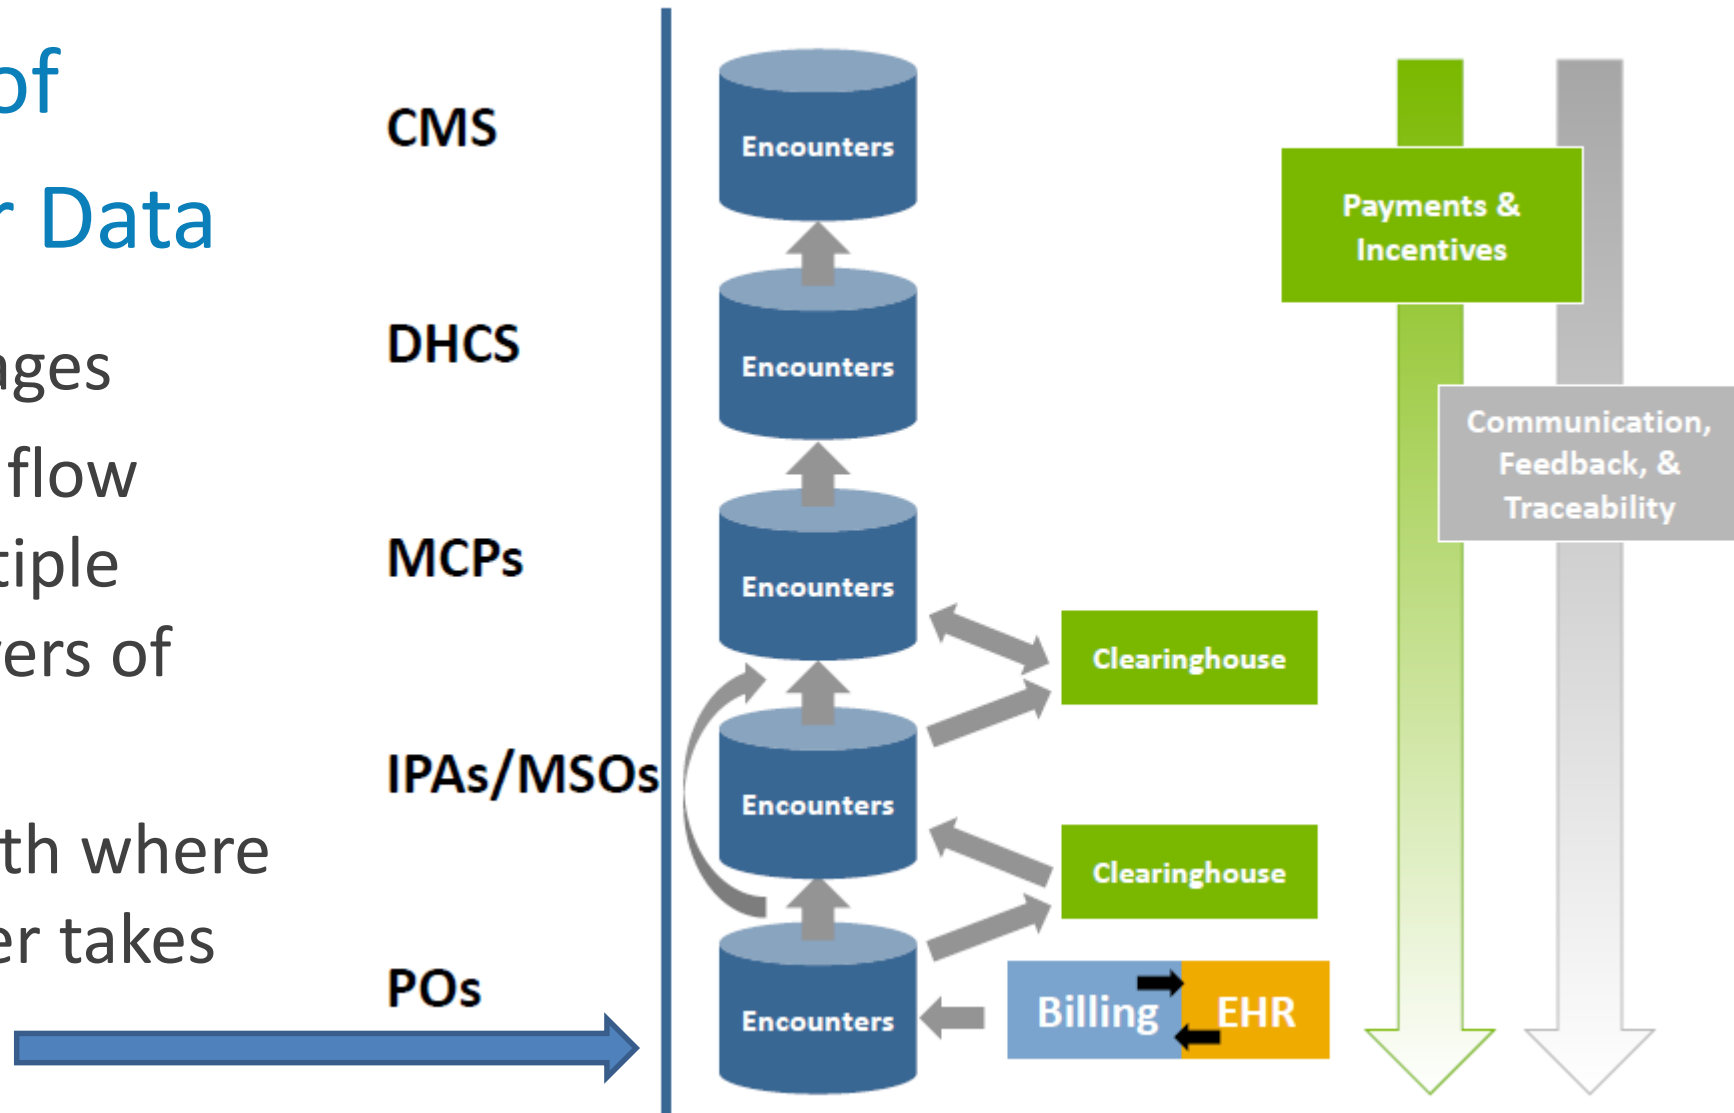 of
r Data
ages
flow
tiple
ers of
th where
er takes
CMS
DHCS
MCPs
IPAs/MSOs
POs
Encounters
Encounters
Encounters
Encounters
Encounters
Clearinghouse
Clearinghouse
Billing
EHR
Payments &
Incentives
Communication,
Feedback, &
Traceability